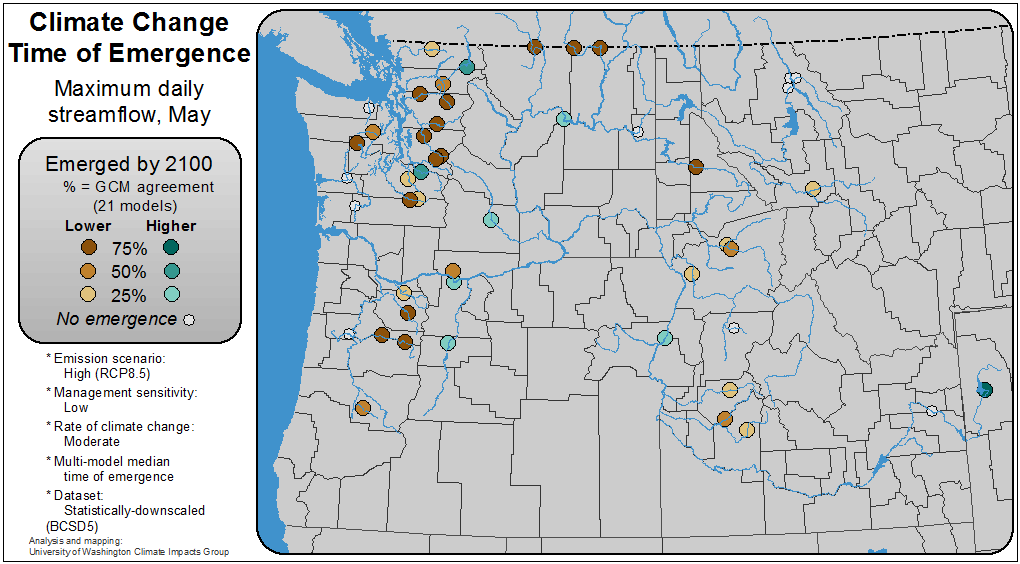 Climate Change
Time of Emergence
Maximum daily
streamflow, May
Emerged by 2100
% = GCM agreement
(21 models)
Lower Higher
75%
50%
25%
No emergence
* Emission scenario:
High (RCP8.5)
* Management sensitivity:
Low
* Rate of climate change:
Moderate
* Multi-model median
time of emergence
* Dataset:
Statistically-downscaled
(BCSD5)
Analysis and mapping:
University of Washington Climate Impacts Group